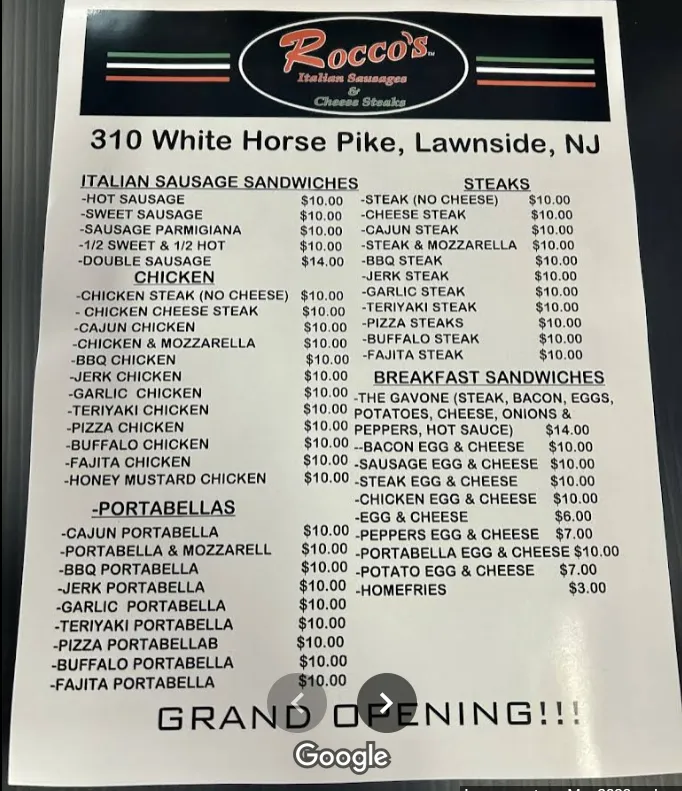 Rocco's™
Italian Sausages
&
Cheese Steaks
310 White Horse Pike, Lawnside, NJ
ITALIAN SAUSAGE SANDWICHES
-HOT SAUSAGE $10.00
-SWEET SAUSAGE $10.00
-SAUSAGE PARMIGIANA $10.00
-1/2 SWEET & 1/2 HOT $10.00
-DOUBLE SAUSAGE $14.00
CHICKEN
-CHICKEN STEAK (NO CHEESE) $10.00
- CHICKEN CHEESE STEAK $10.00
-CAJUN CHICKEN $10.00
-CHICKEN & MOZZARELLA $10.00
-BBQ CHICKEN $10.00
-JERK CHICKEN $10.00
-GARLIC CHICKEN $10.00
-TERIYAKI CHICKEN $10.00
-PIZZA CHICKEN $10.00
-BUFFALO CHICKEN $10.00
-FAJITA CHICKEN $10.00
-HONEY MUSTARD CHICKEN $10.00
-PORTABELLAS
-CAJUN PORTABELLA $10.00
-PORTABELLA & MOZZARELL $10.00
-BBQ PORTABELLA $10.00
-JERK PORTABELLA $10.00
-GARLIC PORTABELLA $10.00
-TERIYAKI PORTABELLA $10.00
-PIZZA PORTABELLAB $10.00
-BUFFALO PORTABELLA $10.00
-FAJITA PORTABELLA $10.00
STEAKS
-STEAK (NO CHEESE) $10.00
-CHEESE STEAK $10.00
-CAJUN STEAK $10.00
-STEAK & MOZZARELLA $10.00
-BBQ STEAK $10.00
-JERK STEAK $10.00
-GARLIC STEAK $10.00
-TERIYAKI STEAK $10.00
-PIZZA STEAKS $10.00
-BUFFALO STEAK $10.00
-FAJITA STEAK $10.00
BREAKFAST SANDWICHES
-THE GAVONE (STEAK, BACON, EGGS,
POTATOES, CHEESE, ONIONS &
PEPPERS, HOT SAUCE) $14.00
--BACON EGG & CHEESE $10.00
-SAUSAGE EGG & CHEESE $10.00
-STEAK EGG & CHEESE $10.00
-CHICKEN EGG & CHEESE $10.00
-EGG & CHEESE $6.00
-PEPPERS EGG & CHEESE $7.00
-PORTABELLA EGG & CHEESE $10.00
-POTATO EGG & CHEESE $7.00
-HOMEFRIES $3.00
GRAND OPENING!!!
Google